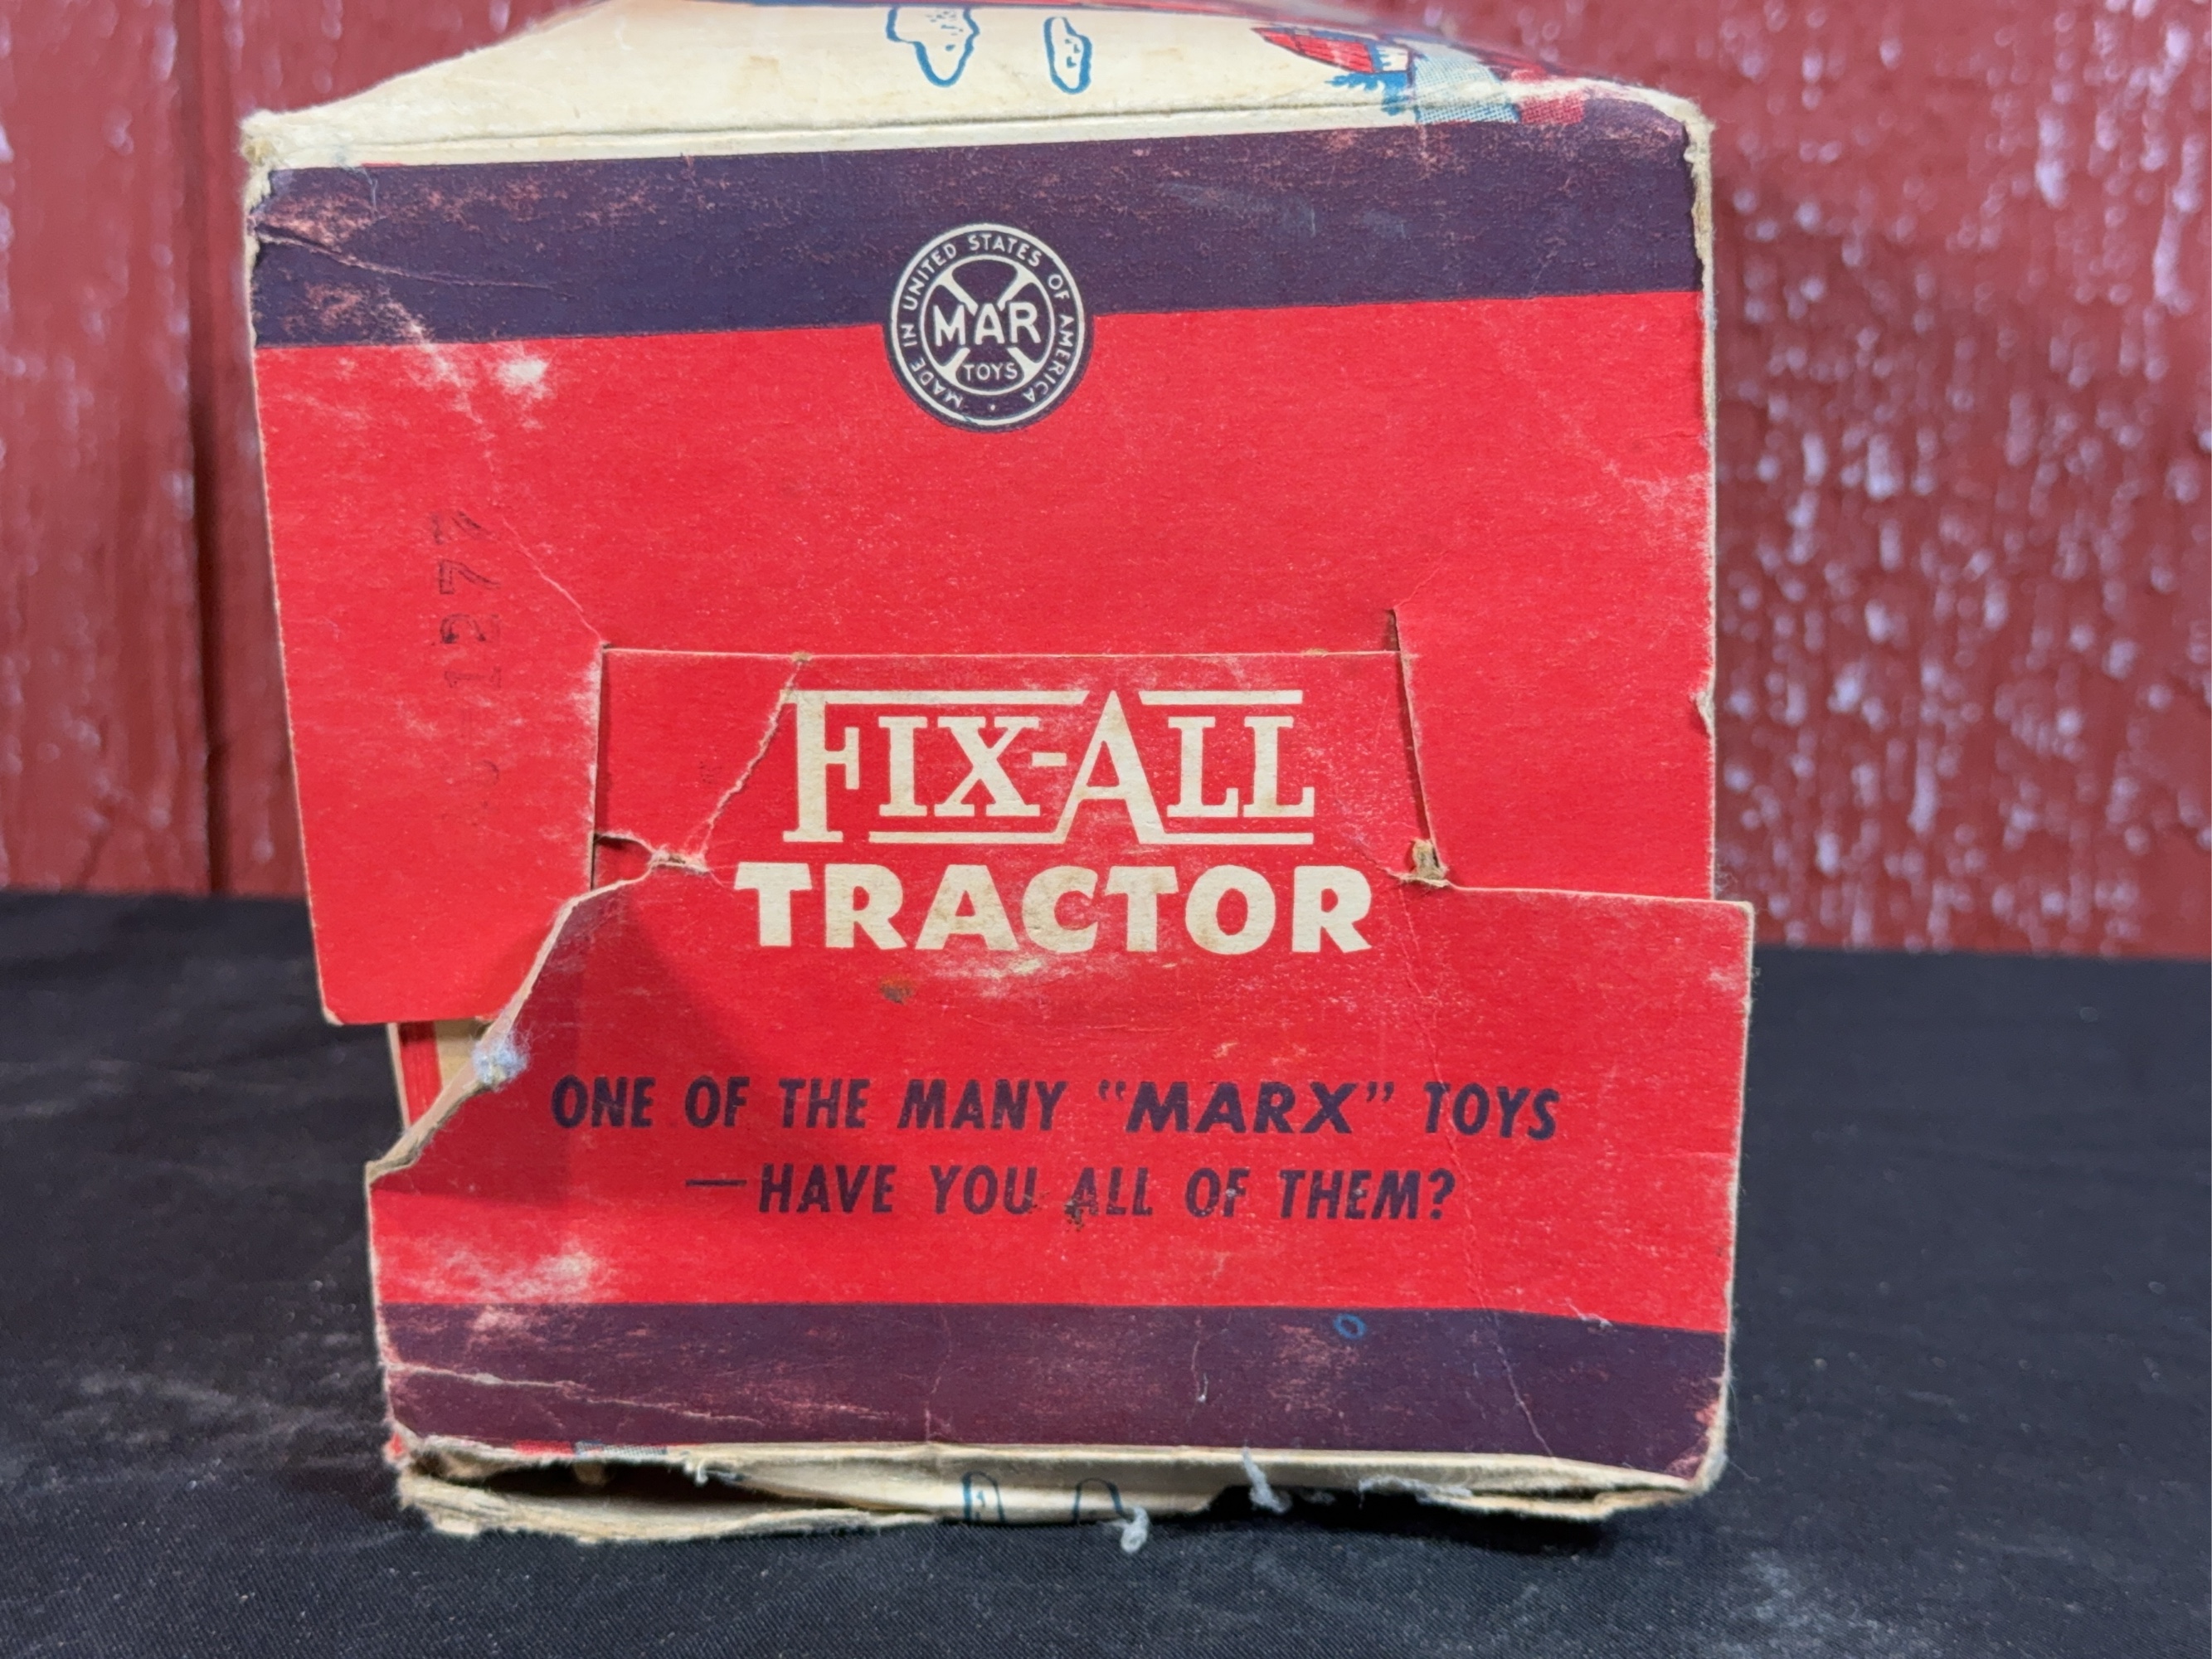 MADE IN UNITED STATES OF AMERICA
MAR
TOYS
FIX-ALL
TRACTOR
ONE OF THE MANY "MARX" TOYS
—HAVE YOU ALL OF THEM?